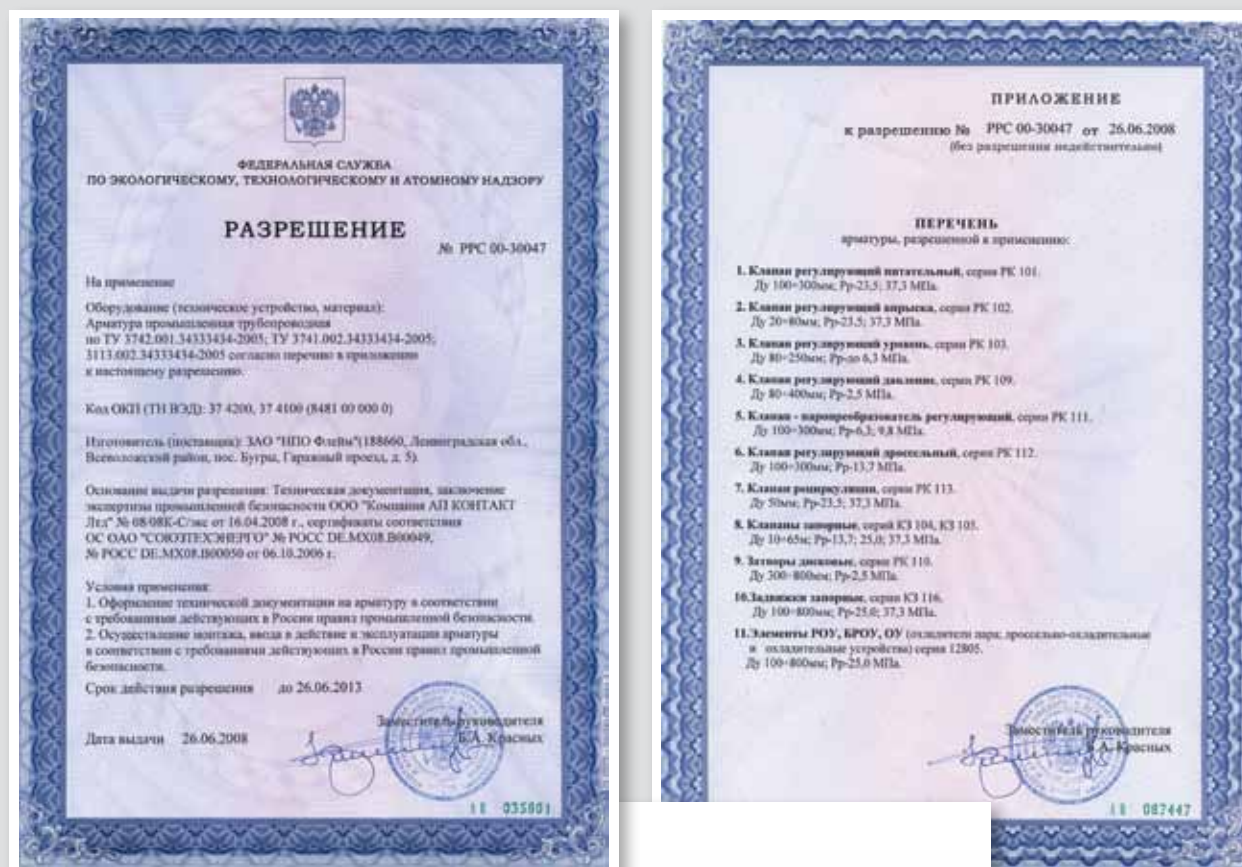 ФЕДЕРАЛЬНАЯ СЛУЖБА
ПО ЭКОЛОГИЧЕСКОМУ, ТЕХНОЛОГИЧЕСКОМУ И АТОМНОМУ НАДЗОРУ
РАЗРЕШЕНИЕ
№ РРС 00-30047
На применение
Оборудование (техническое устройство, материал):
Арматура промышленная трубопроводная
по ТУ 3742.001.34333434-2005; ТУ 3741.002.34333434-2005;
3113.002.34333434-2005 согласно перечню в приложении
к настоящему разрешению.
Код ОКП (ТН ВЭД): 37 4200, 37 4100 (8481 00 000 0)
Изготовитель (поставщик): ЗАО "НПО Флейм"(188660, Ленинградская обл.,
Всеволожский район, пос. Бугры, Гаражный проезд, д. 5).
Основание выдачи разрешения: Техническая документация, заключение
экспертизы промышленной безопасности ООО "Компания АП КОНТАКТ
Лтд" № 08/08К-С/экс от 16.04.2008 г., сертификаты соответствия
ОС ОАО "СОЮЗТЕХЭНЕРГО" № РОСС DE.МХ08.В00049,
№ РОСС DE.МХ08.В00050 от 06.10.2006 г.
Условия применения:
1. Оформление технической документации на арматуру в соответствии
с требованиями действующих в России правил промышленной безопасности.
2. Осуществление монтажа, ввода в действие и эксплуатации арматуры
в соответствии с требованиями действующих в России правил промышленной
безопасности.
Срок действия разрешения до 26.06.2013
Заместитель руководителя
Дата выдачи 26.06.2008 Б.А. Красных
18 035801
ПРИЛОЖЕНИЕ
к разрешению № РРС 00-30047 от 26.06.2008
(без разрешения недействительно)
ПЕРЕЧЕНЬ
арматуры, разрешенной к применению:
1. Клапан регулирующий питательный, серия РК 101.
Ду 100÷300мм; Рр-23,5; 37,3 МПа.
2. Клапан регулирующий впрыска, серия РК 102.
Ду 20÷80мм; Рр-23,5; 37,3 МПа.
3. Клапан регулирующий уровень, серия РК 103.
Ду 80÷250мм; Рр-до 6,3 МПа.
4. Клапан регулирующий давление, серия РК 109.
Ду 80÷400мм; Рр-2,5 МПа.
5. Клапан - паропреобразователь регулирующий, серия РК 111.
Ду 100÷300мм; Рр-6,3; 9,8 МПа.
6. Клапан регулирующий дроссельный, серия РК 112.
Ду 100÷300мм; Рр-13,7 МПа.
7. Клапан рециркуляции, серия РК 113.
Ду 50мм; Рр-23,5; 37,3 МПа.
8. Клапаны запорные, серий КЗ 104, КЗ 105.
Ду 10÷65м; Рр-13,7; 25,0; 37,3 МПа.
9. Затворы дисковые, серия РК 110.
Ду 300÷800мм; Рр-2,5 МПа.
10.Задвижки запорные, серия КЗ 116.
Ду 100÷800мм; Рр-25,0; 37,3 МПа.
11.Элементы РОУ, БРОУ, ОУ (охладители пара, дроссельно-охладительные
и охладительные устройства) серия 12805.
Ду 100÷800мм; Рр-25,0 МПа.
Заместитель руководителя
Б.А. Красных
18 087447